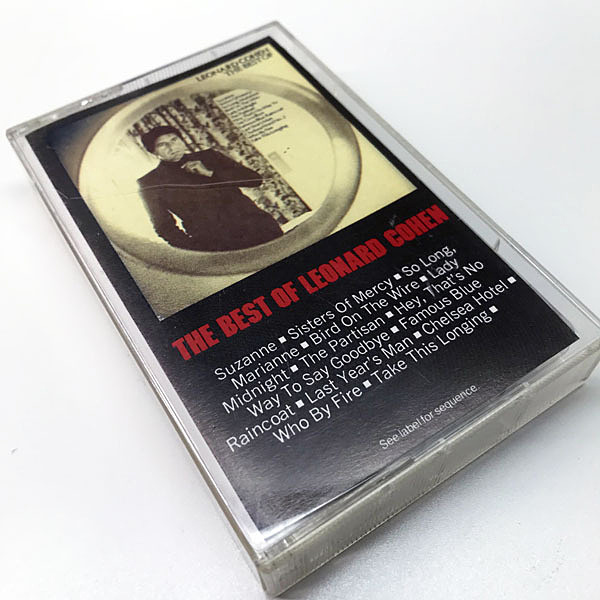 LEONARD COHEN
THE BEST OF
THE BEST OF LEONARD COHEN
Suzanne ▪ Sisters Of Mercy ▪ So Long,
Marianne ▪ Bird On The Wire ▪ Lady
Midnight ▪ The Partisan ▪ Hey, That's No
Way To Say Goodbye ▪ Famous Blue
Raincoat ▪ Last Year's Man ▪ Chelsea Hotel ▪
Who By Fire ▪ Take This Longing ▪
See label for sequence.